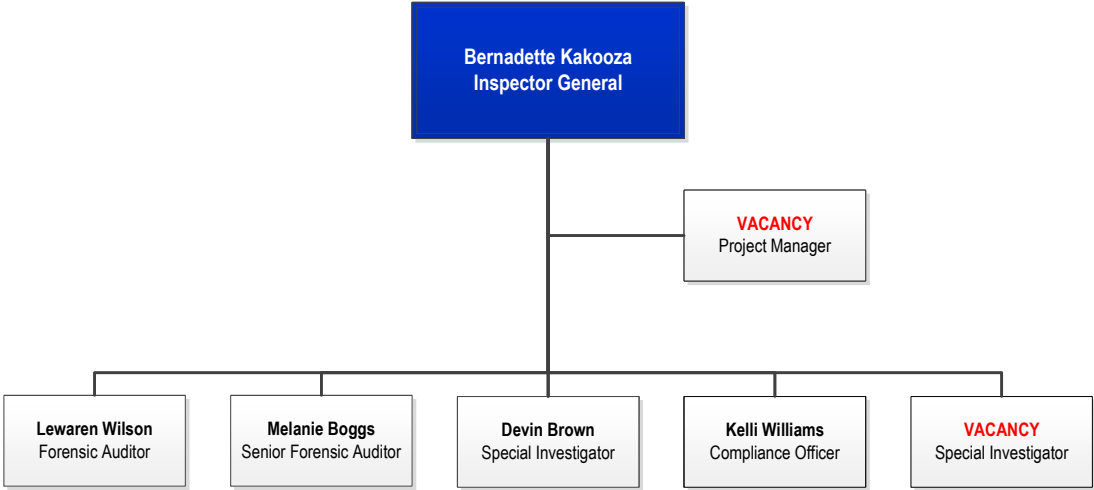 Bernadette Kakooza
Inspector General
VACANCY
Project Manager
Lewaren Wilson
Forensic Auditor
Melanie Boggs
Senior Forensic Auditor
Devin Brown
Special Investigator
Kelli Williams
Compliance Officer
VACANCY
Special Investigator